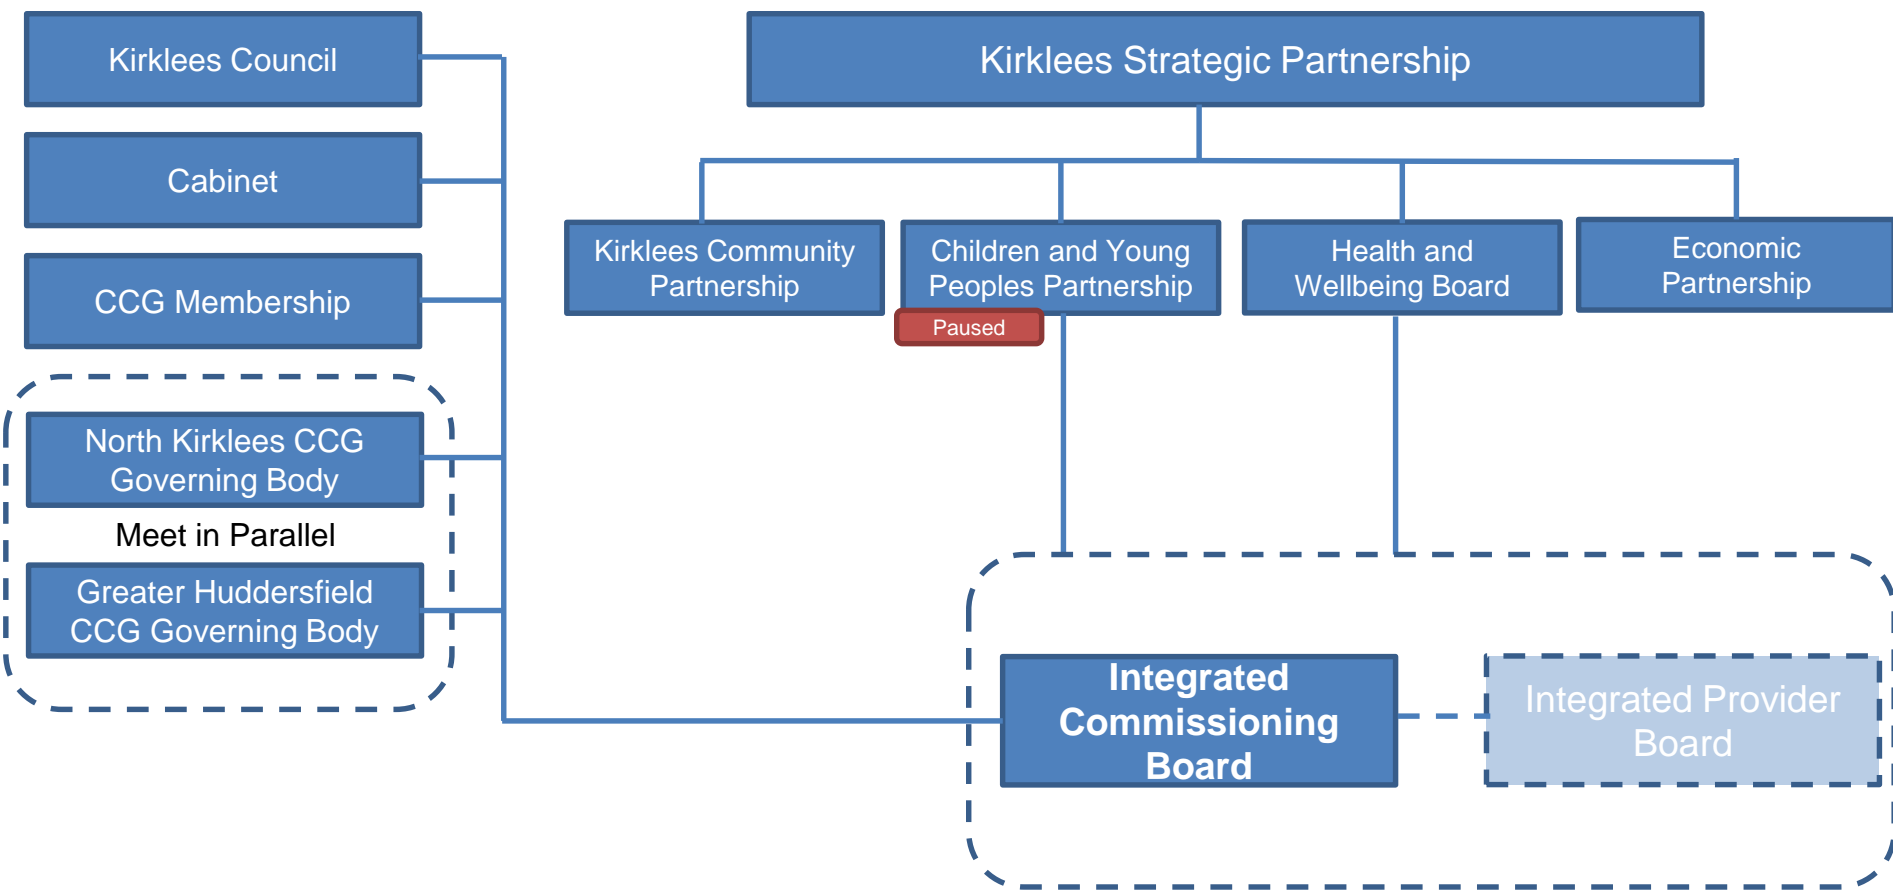 Kirklees Council
Cabinet
CCG Membership
North Kirklees CCG
Governing Body
Meet in Parallel
Greater Huddersfield
CCG Governing Body
Kirklees Strategic Partnership
Kirklees Community
Partnership
Children and Young
Peoples Partnership
Paused
Health and
Wellbeing Board
Economic
Partnership
Integrated
Commissioning
Board
Integrated Provider
Board